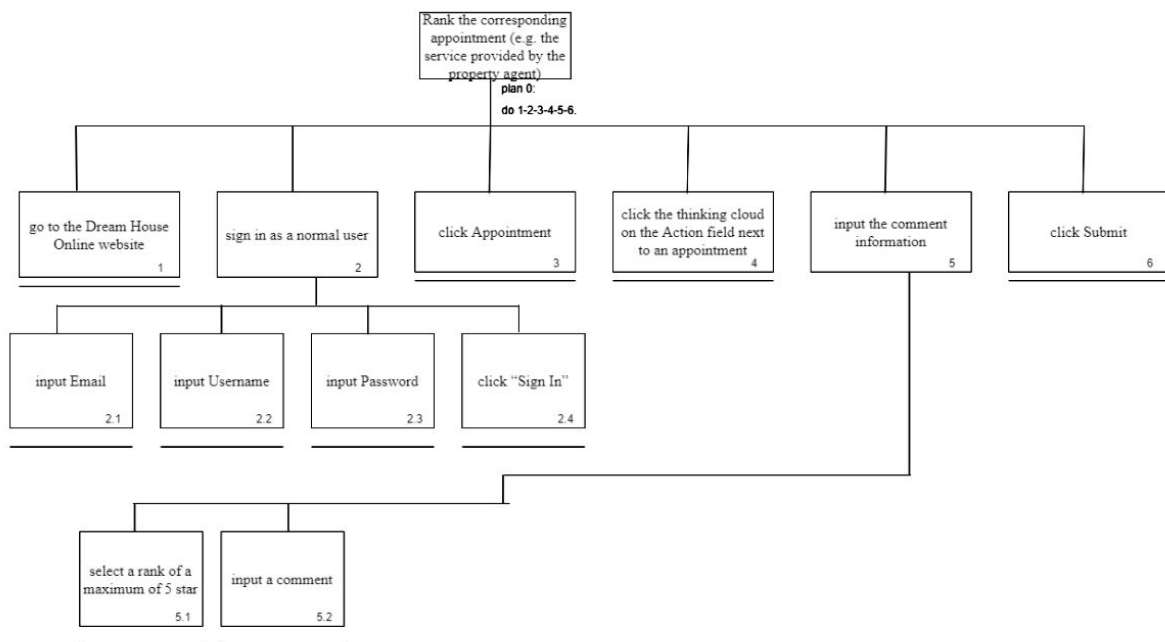 Rank the corresponding
appointment (e.g. the
service provided by the
property agent)
plan 0:
do 1-2-3-4-5-6.
go to the Dream House
Online website
1
sign in as a normal user
2
click Appointment
3
click the thinking cloud
on the Action field next
to an appointment
4
input the comment
information
5
click Submit
6
input Email
2.1
input Username
2.2
input Password
2.3
click “Sign In”
2.4
select a rank of a
maximum of 5 star
5.1
input a comment
5.2